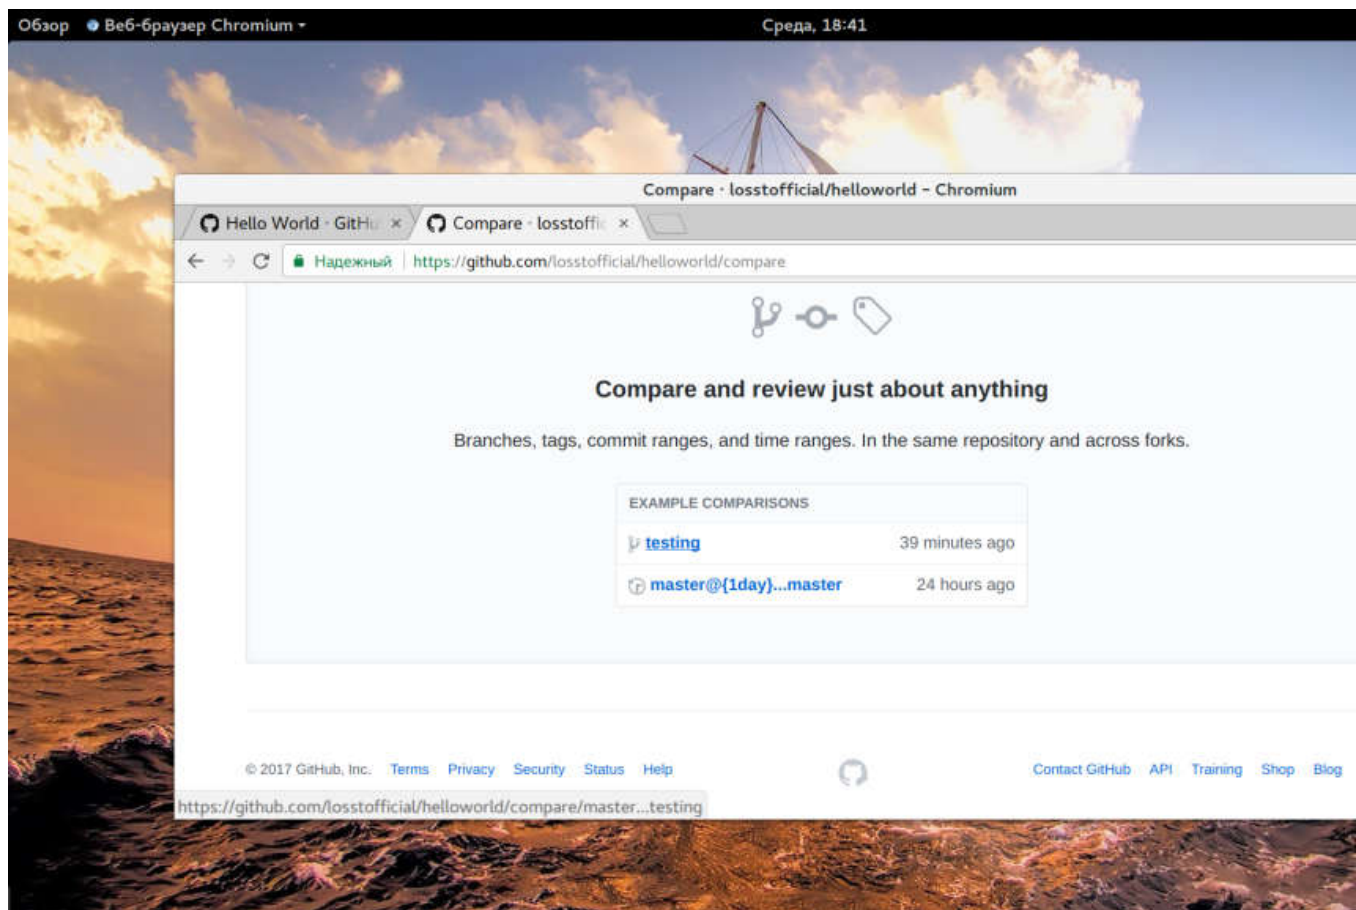 Обзор Веб-браузер Chromium Среда, 18:41
Compare · losstofficial/helloworld - Chromium
Hello World · GitHu × Compare · losstoffic ×
Надежный https://github.com/losstofficial/helloworld/compare
Compare and review just about anything
Branches, tags, commit ranges, and time ranges. In the same repository and across forks.
EXAMPLE COMPARISONS
testing 39 minutes ago
master@{1day}...master 24 hours ago
© 2017 GitHub, Inc. Terms Privacy Security Status Help Contact GitHub API Training Shop Blog
https://github.com/losstofficial/helloworld/compare/master...testing